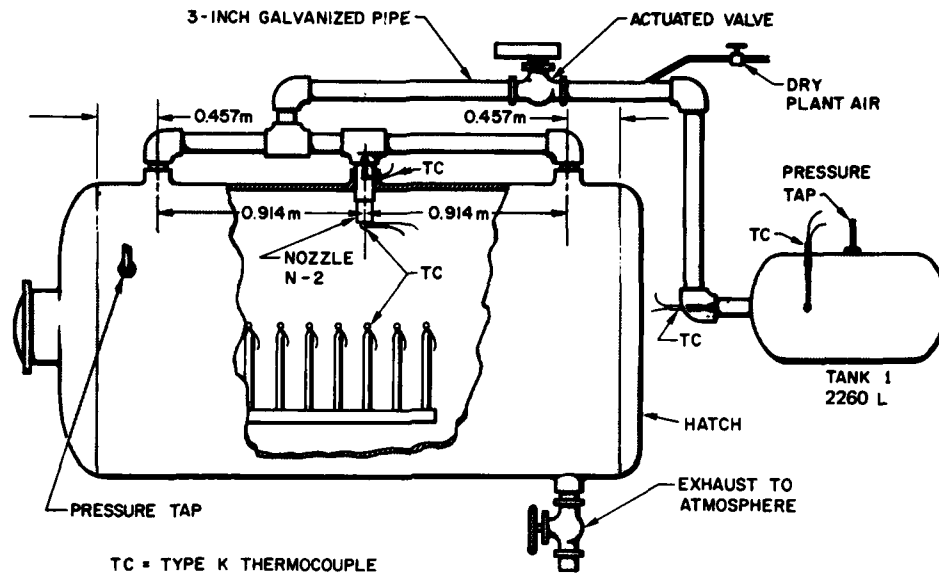 3-INCH GALVANIZED PIPE
ACTUATED VALVE
DRY
PLANT AIR
0.457m
0.457m
PRESSURE
TAP
TC
TC
0.914m
0.914m
NOZZLE
N-2
TC
TC
TANK 1
2260 L
HATCH
EXHAUST TO
ATMOSPHERE
PRESSURE TAP
TC = TYPE K THERMOCOUPLE